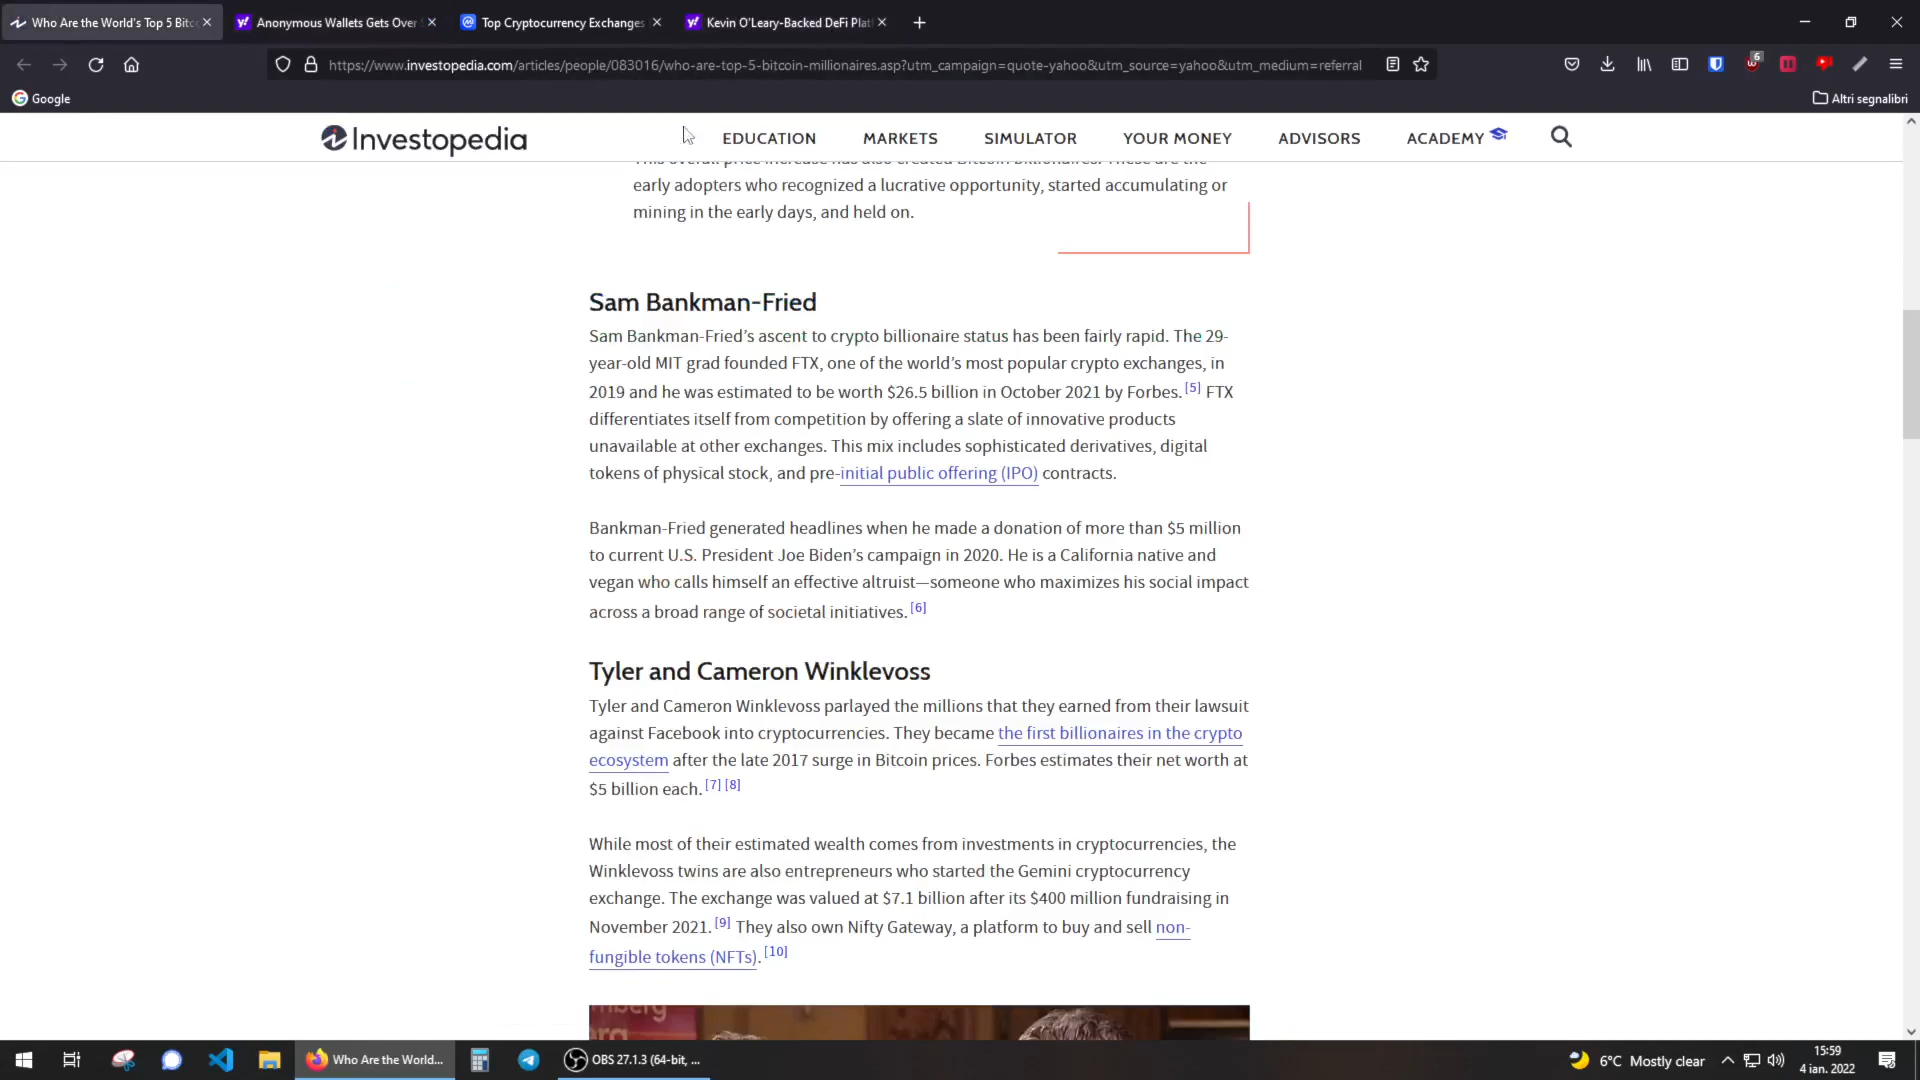 Who Are the World's Top 5 Bitc
Anonymous Wallets Gets Over
Top Cryptocurrency Exchanges
Kevin O'Leary-Backed DeFi Plat
https://www.investopedia.com/articles/people/083016/who-are-top-5-bitcoin-millionaires.asp?utm_campaign=quote-yahoo&utm_source=yahoo&utm_medium=referral
6
Google
Altri segnalibri
Investopedia
EDUCATION
MARKETS
SIMULATOR
YOUR MONEY
ADVISORS
ACADEMY
This overall price increase has also created Bitcoin billionaires. These are the
early adopters who recognized a lucrative opportunity, started accumulating or
mining in the early days, and held on.
Sam Bankman-Fried
Sam Bankman-Fried's ascent to crypto billionaire status has been fairly rapid. The 29-
year-old MIT grad founded FTX, one of the world's most popular crypto exchanges, in
2019 and he was estimated to be worth $26.5 billion in October 2021 by Forbes. [5] FTX
differentiates itself from competition by offering a slate of innovative products
unavailable at other exchanges. This mix includes sophisticated derivatives, digital
tokens of physical stock, and pre-initial public offering (IPO) contracts.
Bankman-Fried generated headlines when he made a donation of more than $5 million
to current U.S. President Joe Biden's campaign in 2020. He is a California native and
vegan who calls himself an effective altruist—someone who maximizes his social impact
across a broad range of societal initiatives. [6]
Tyler and Cameron Winklevoss
Tyler and Cameron Winklevoss parlayed the millions that they earned from their lawsuit
against Facebook into cryptocurrencies. They became the first billionaires in the crypto
ecosystem after the late 2017 surge in Bitcoin prices. Forbes estimates their net worth at
$5 billion each. [7] [8]
While most of their estimated wealth comes from investments in cryptocurrencies, the
Winklevoss twins are also entrepreneurs who started the Gemini cryptocurrency
exchange. The exchange was valued at $7.1 billion after its $400 million fundraising in
November 2021. [9] They also own Nifty Gateway, a platform to buy and sell non-
fungible tokens (NFTs). [10]
Who Are the World...
OBS 27.1.3 (64-bit, ...
6°C Mostly clear
15:59
4 ian. 2022